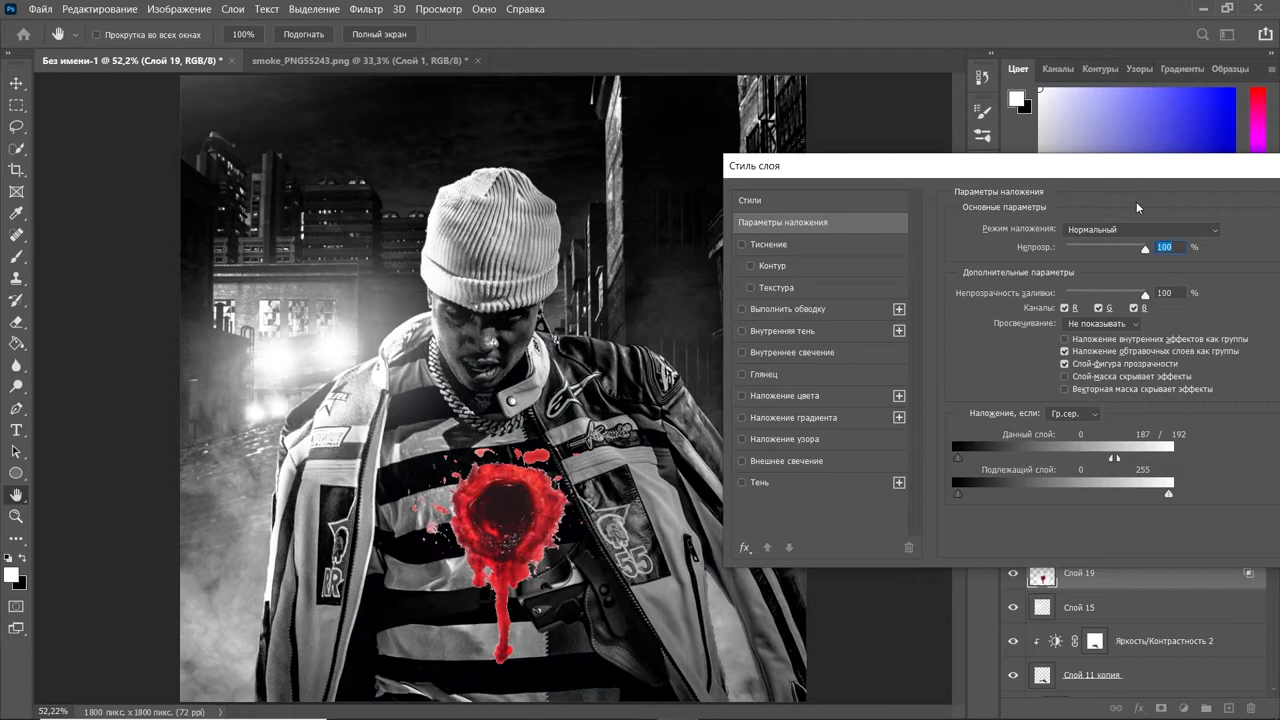 Ps Файл Редактирование Изображение Слои Текст Выделение Фильтр 3D Просмотр Окно Справка
Прокрутка во всех окнах 100% Подогнать Полный экран
Без имени-1 @ 52,2% (Слой 19, RGB/8) * × smoke_PNG55243.png @ 33,3% (Слой 1, RGB/8) * ×
Цвет Каналы Контуры Узоры Градиенты Образцы
Стиль слоя
Стили
Параметры наложения
Тиснение
Контур
Текстура
Выполнить обводку
Внутренняя тень
Внутреннее свечение
Глянец
Наложение цвета
Наложение градиента
Наложение узора
Внешнее свечение
Тень
fx
Параметры наложения
Основные параметры
Режим наложения: Нормальный
Непрозр.: 100 %
Дополнительные параметры
Непрозрачность заливки: 100 %
Каналы: R G B
Просвечивание: Не показывать
Наложение внутренних эффектов как группы
Наложение обтравочных слоев как группы
Слой-фигура прозрачности
Слой-маска скрывает эффекты
Векторная маска скрывает эффекты
Наложение, если: Гр.сер.
Данный слой: 0 187 / 192
Подлежащий слой: 0 255
Слой 19
Слой 15
Яркость/Контрастность 2
Слой 11 копия
fx
52,22% 1800 пикс. x 1800 пикс. (72 ppi)